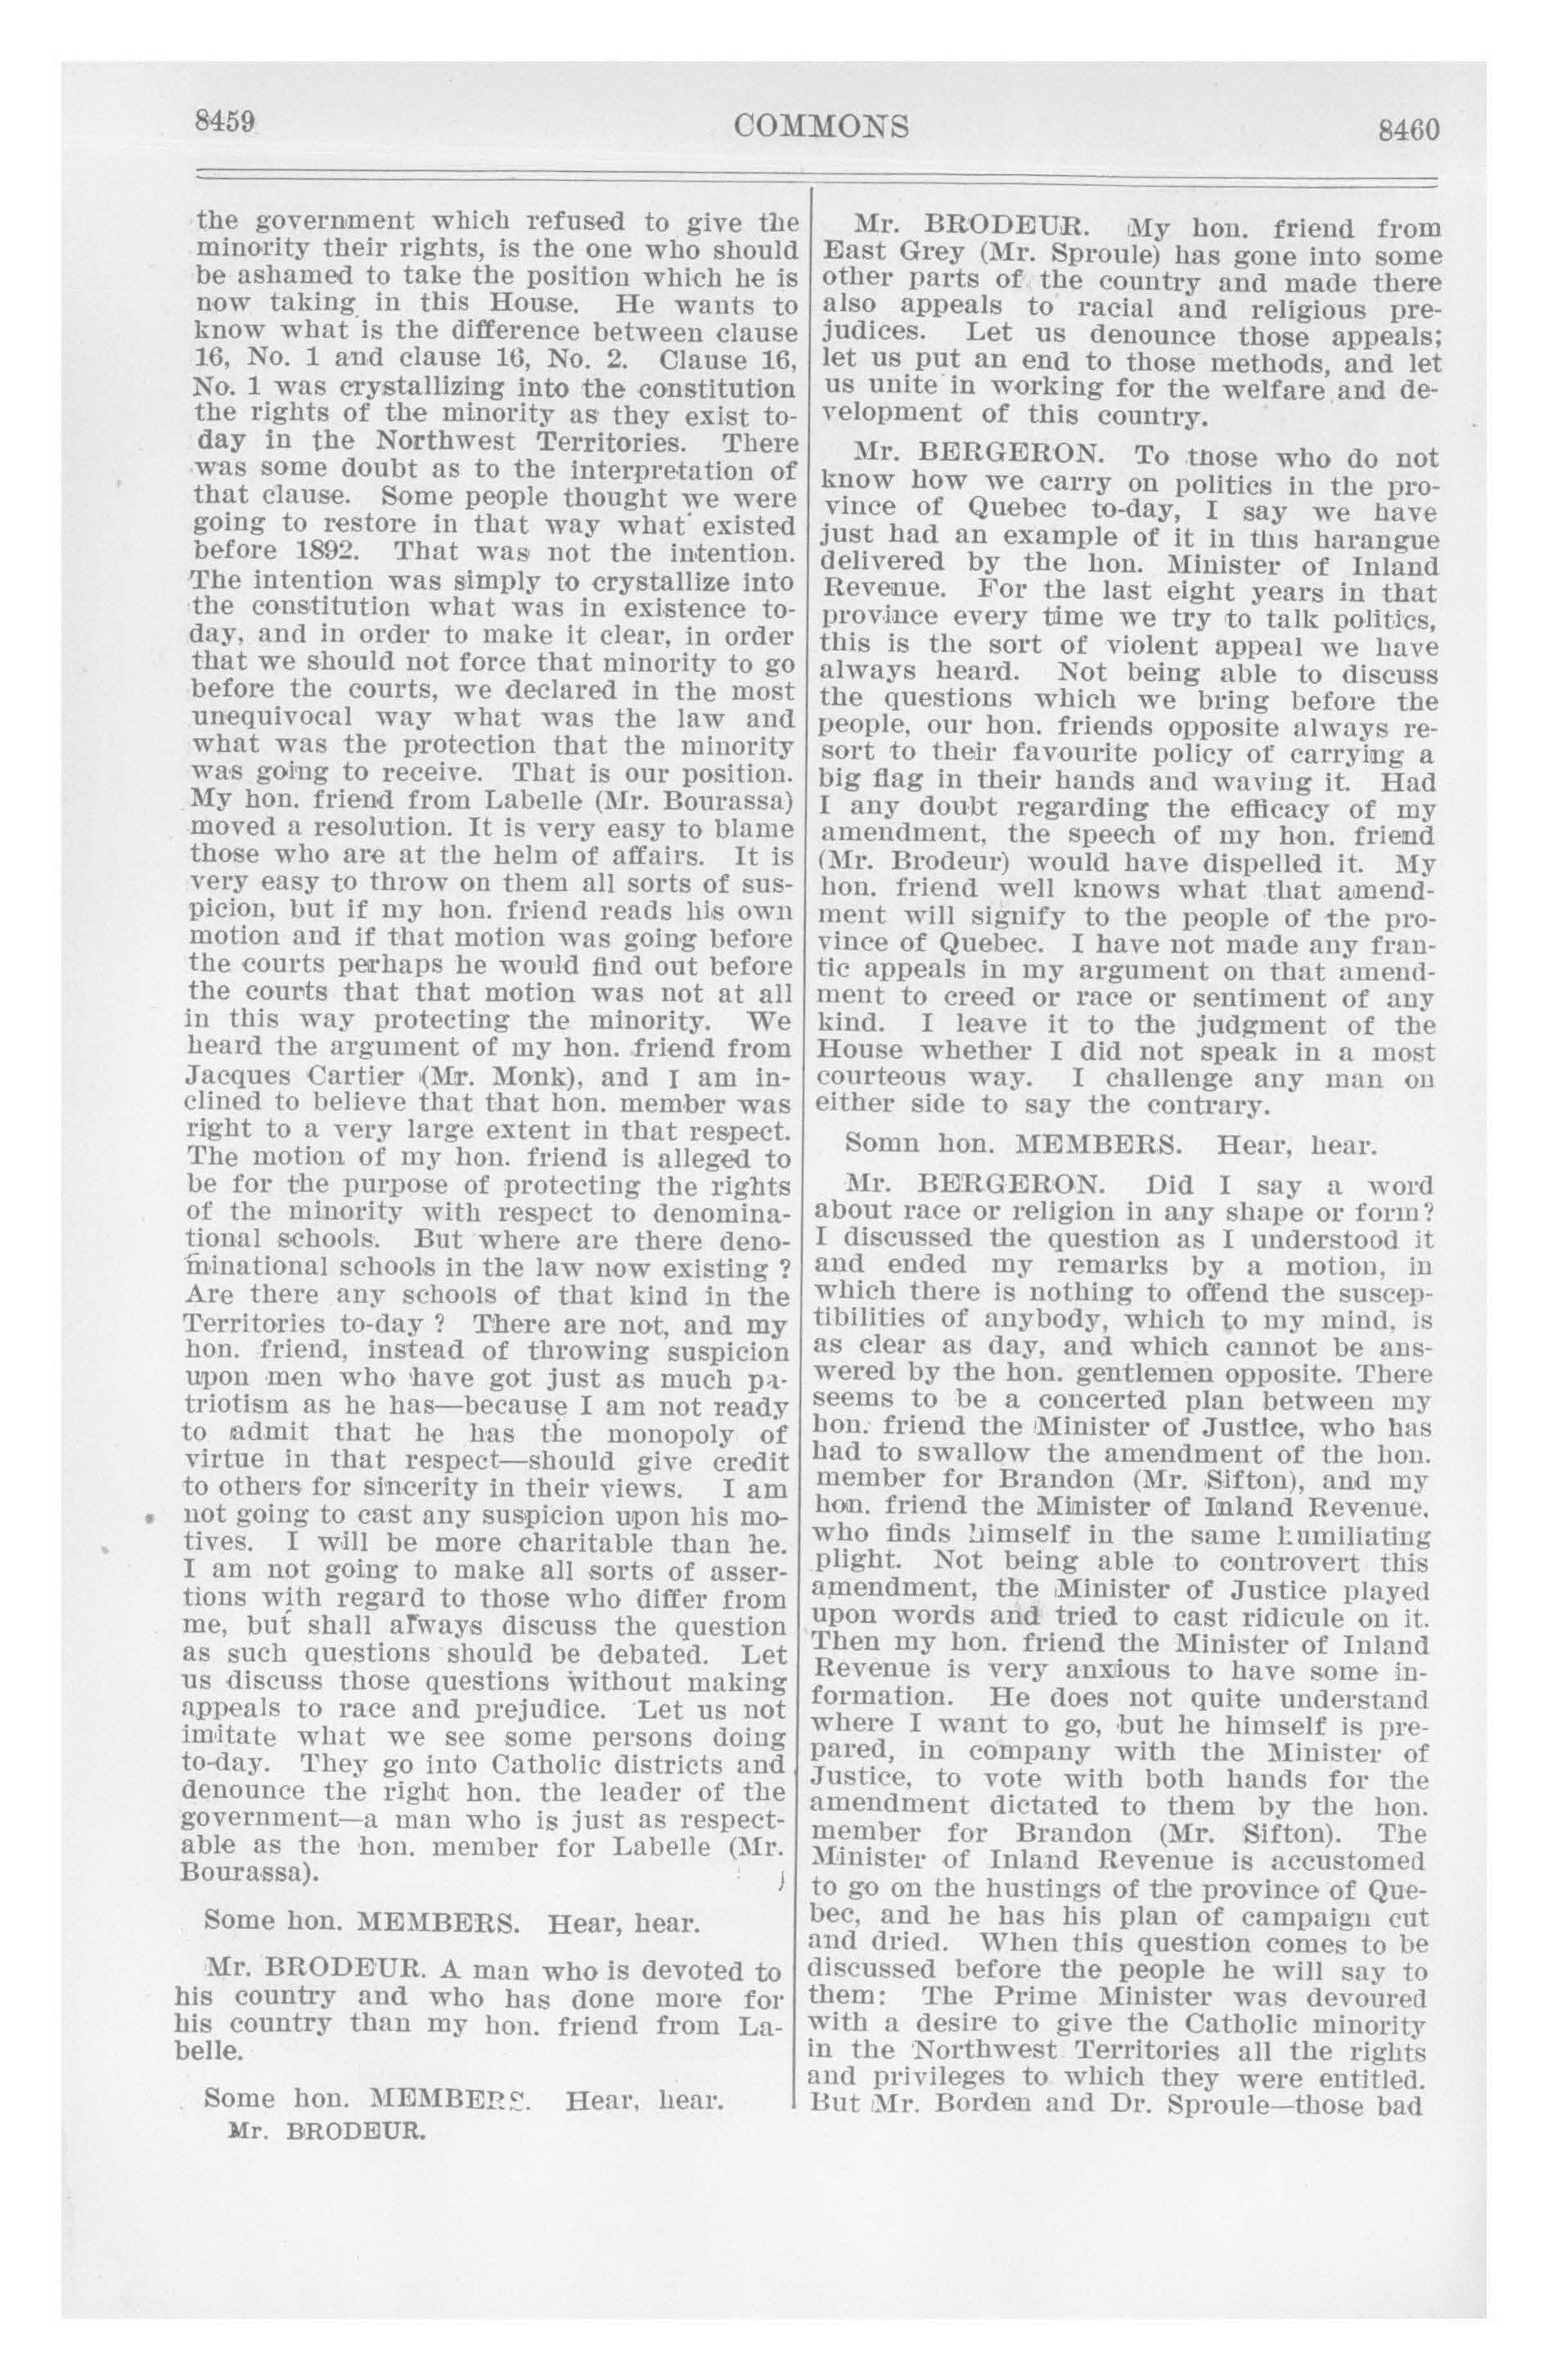 8459
COMMONS
8460
the government which refused to give the
minority their rights, is the one who should
be ashamed to take the position which he is
now taking in this House. He wants to
know what is the difference between clause
16, No. 1 and clause 16, No. 2. Clause 16,
No. 1 was crystallizing into the constitution
the rights of the minority as they exist to-
day in the Northwest Territories. There
was some doubt as to the interpretation of
that clause. Some people thought we were
going to restore in that way what existed
before 1892. That was not the intention.
The intention was simply to crystallize into
the constitution what was in existence to-
day, and in order to make it clear, in order
that we should not force that minority to go
before the courts, we declared in the most
unequivocal way what was the law and
what was the protection that the minority
was going to receive. That is our position.
My hon. friend from Labelle (Mr. Bourassa)
moved a resolution. It is very easy to blame
those who are at the helm of affairs. It is
very easy to throw on them all sorts of sus-
picion, but if my hon. friend reads his own
motion and if that motion was going before
the courts perhaps he would find out before
the courts that that motion was not at all
in this way protecting the minority. We
heard the argument of my hon. friend from
Jacques Cartier (Mr. Monk), and I am in-
clined to believe that that hon. member was
right to a very large extent in that respect.
The motion of my hon. friend is alleged to
be for the purpose of protecting the rights
of the minority with respect to denomina-
tional schools. But where are there deno-
minational schools in the law now existing ?
Are there any schools of that kind in the
Territories to-day ? There are not, and my
hon. friend, instead of throwing suspicion
upon men who have got just as much pa-
triotism as he has—because I am not ready
to admit that he has the monopoly of
virtue in that respect—should give credit
to others for sincerity in their views. I am
not going to cast any suspicion upon his mo-
tives. I will be more charitable than he.
I am not going to make all sorts of asser-
tions with regard to those who differ from
me, but shall always discuss the question
as such questions should be debated. Let
us discuss those questions without making
appeals to race and prejudice. Let us not
imitate what we see some persons doing
to-day. They go into Catholic districts and
denounce the right hon. the leader of the
government—a man who is just as respect-
able as the hon. member for Labelle (Mr.
Bourassa).
Some hon. MEMBERS. Hear, hear.
Mr. BRODEUR. A man who is devoted to
his country and who has done more for
his country than my hon. friend from La-
belle.
Some hon. MEMBERS. Hear, hear.
Mr. BRODEUR.
Mr. BRODEUR. My hon. friend from
East Grey (Mr. Sproule) has gone into some
other parts of the country and made there
also appeals to racial and religious pre-
judices. Let us denounce those appeals;
let us put an end to those methods, and let
us unite in working for the welfare and de-
velopment of this country.
Mr. BERGERON. To those who do not
know how we carry on politics in the pro-
vince of Quebec to-day, I say we have
just had an example of it in this harangue
delivered by the hon. Minister of Inland
Revenue. For the last eight years in that
province every time we try to talk politics,
this is the sort of violent appeal we have
always heard. Not being able to discuss
the questions which we bring before the
people, our hon. friends opposite always re-
sort to their favourite policy of carrying a
big flag in their hands and waving it. Had
I any doubt regarding the efficacy of my
amendment, the speech of my hon. friend
(Mr. Brodeur) would have dispelled it. My
hon. friend well knows what that amend-
ment will signify to the people of the pro-
vince of Quebec. I have not made any fran-
tic appeals in my argument on that amend-
ment to creed or race or sentiment of any
kind. I leave it to the judgment of the
House whether I did not speak in a most
courteous way. I challenge any man on
either side to say the contrary.
Somn hon. MEMBERS. Hear, hear.
Mr. BERGERON. Did I say a word
about race or religion in any shape or form?
I discussed the question as I understood it
and ended my remarks by a motion, in
which there is nothing to offend the suscep-
tibilities of anybody, which to my mind, is
as clear as day, and which cannot be ans-
wered by the hon. gentlemen opposite. There
seems to be a concerted plan between my
hon. friend the Minister of Justice, who has
had to swallow the amendment of the hon.
member for Brandon (Mr. Sifton), and my
hon. friend the Minister of Inland Revenue,
who finds himself in the same humiliating
plight. Not being able to controvert this
amendment, the Minister of Justice played
upon words and tried to cast ridicule on it.
Then my hon. friend the Minister of Inland
Revenue is very anxious to have some in-
formation. He does not quite understand
where I want to go, but he himself is pre-
pared, in company with the Minister of
Justice, to vote with both hands for the
amendment dictated to them by the hon.
member for Brandon (Mr. Sifton). The
Minister of Inland Revenue is accustomed
to go on the hustings of the province of Que-
bec, and he has his plan of campaign cut
and dried. When this question comes to be
discussed before the people he will say to
them: The Prime Minister was devoured
with a desire to give the Catholic minority
in the Northwest Territories all the rights
and privileges to which they were entitled.
But Mr. Borden and Dr. Sproule—those bad